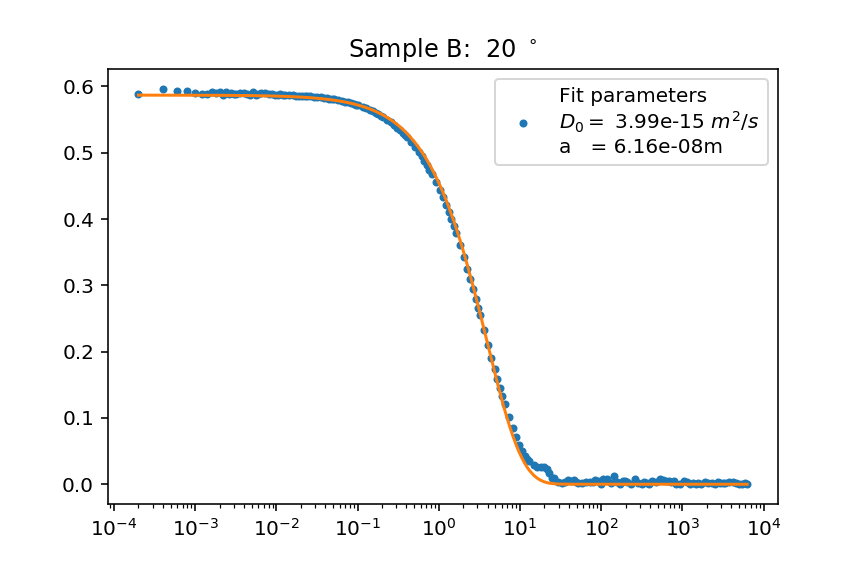 Sample B: 20 °
Fit parameters
D₀ = 3.99e-15 m²/s
a = 6.16e-08m
0.6
0.5
0.4
0.3
0.2
0.1
0.0
10⁻⁴ 10⁻³ 10⁻² 10⁻¹ 10⁰ 10¹ 10² 10³ 10⁴